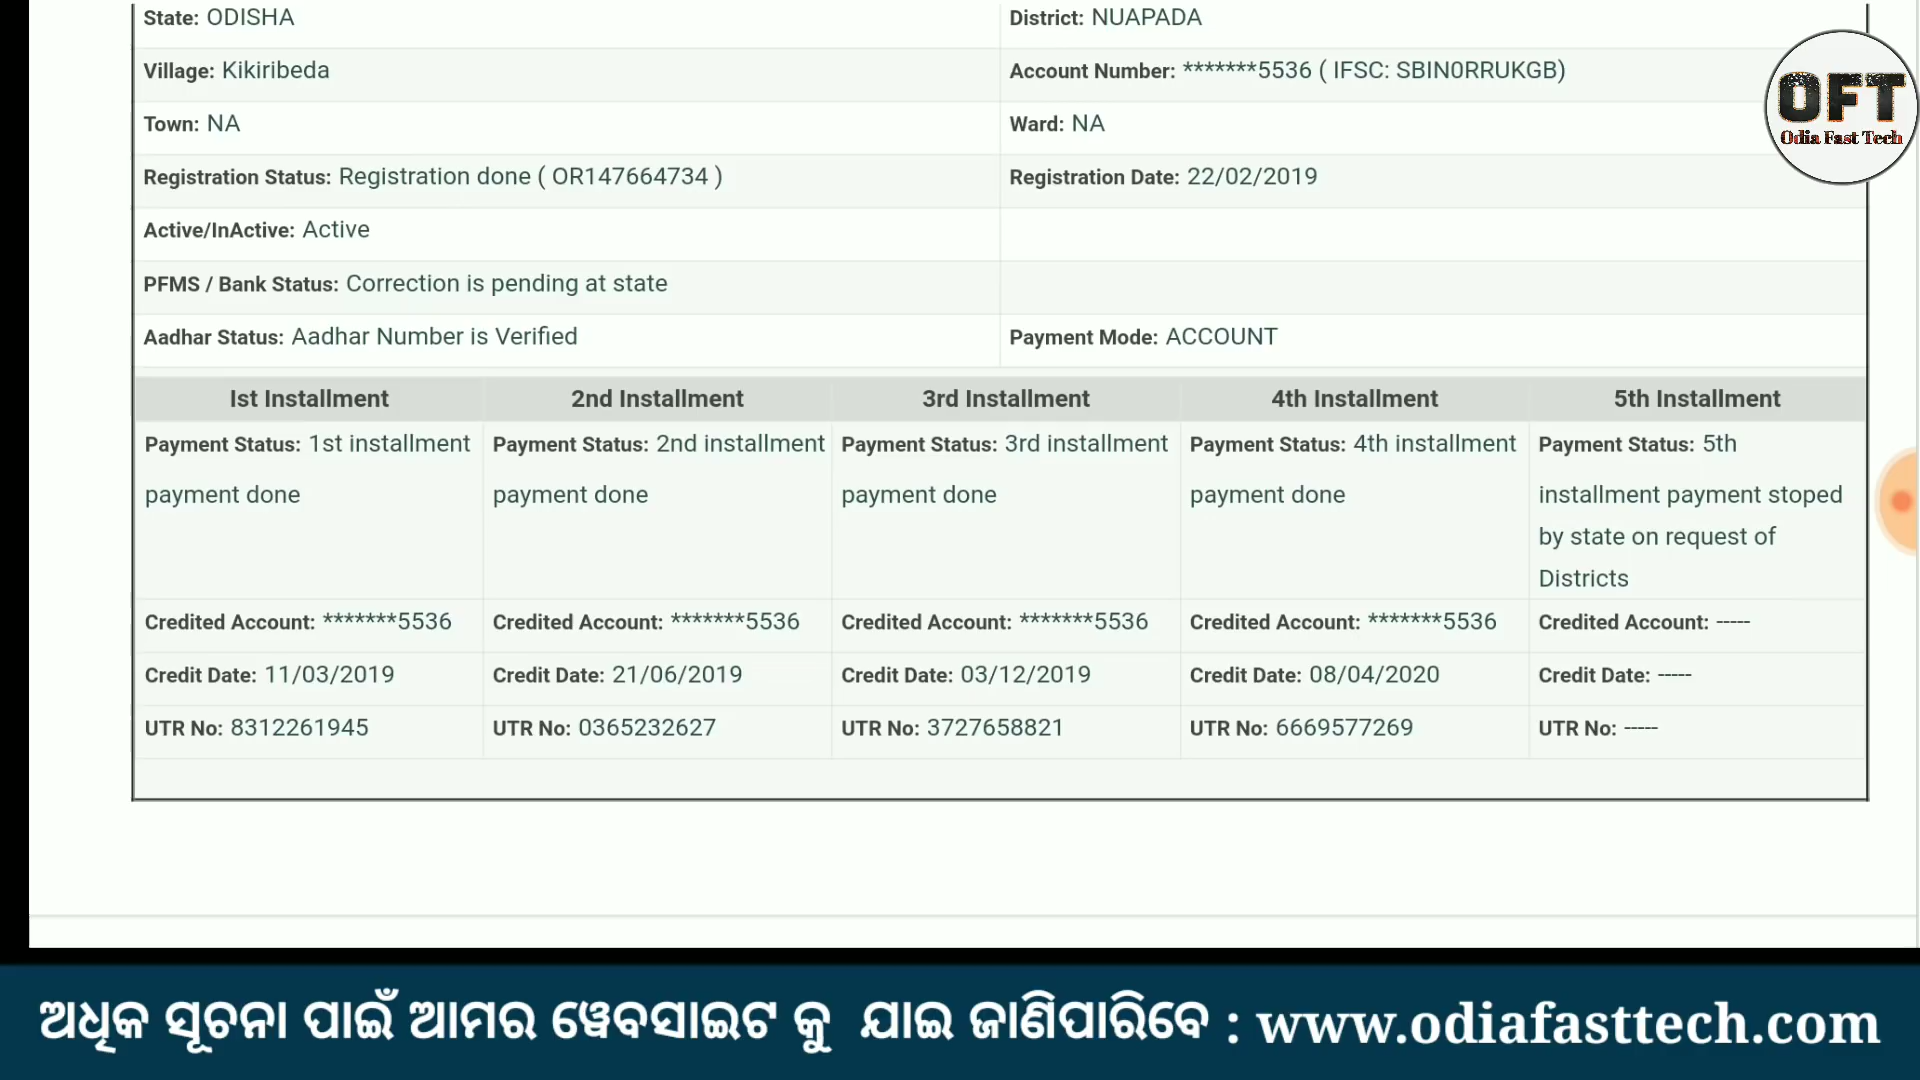 State: ODISHA
District: NUAPADA
Village: Kikiribeda
Account Number: *******5536 ( IFSC: SBIN0RRUKGB)
OFT
Odia Fast Tech
Town: NA
Ward: NA
Registration Status: Registration done ( OR147664734 )
Registration Date: 22/02/2019
Active/InActive: Active
PFMS / Bank Status: Correction is pending at state
Aadhar Status: Aadhar Number is Verified
Payment Mode: ACCOUNT
Ist Installment
2nd Installment
3rd Installment
4th Installment
5th Installment
Payment Status: 1st installment
payment done
Payment Status: 2nd installment
payment done
Payment Status: 3rd installment
payment done
Payment Status: 4th installment
payment done
Payment Status: 5th
installment payment stoped
by state on request of
Districts
Credited Account: *******5536
Credited Account: *******5536
Credited Account: *******5536
Credited Account: *******5536
Credited Account: -----
Credit Date: 11/03/2019
Credit Date: 21/06/2019
Credit Date: 03/12/2019
Credit Date: 08/04/2020
Credit Date: -----
UTR No: 8312261945
UTR No: 0365232627
UTR No: 3727658821
UTR No: 6669577269
UTR No: -----
ଅଧିକ ସୂଚନା ପାଇଁ ଆମର ୱେବସାଇଟ କୁ ଯାଇ ଜାଣିପାରିବେ : www.odiafasttech.com